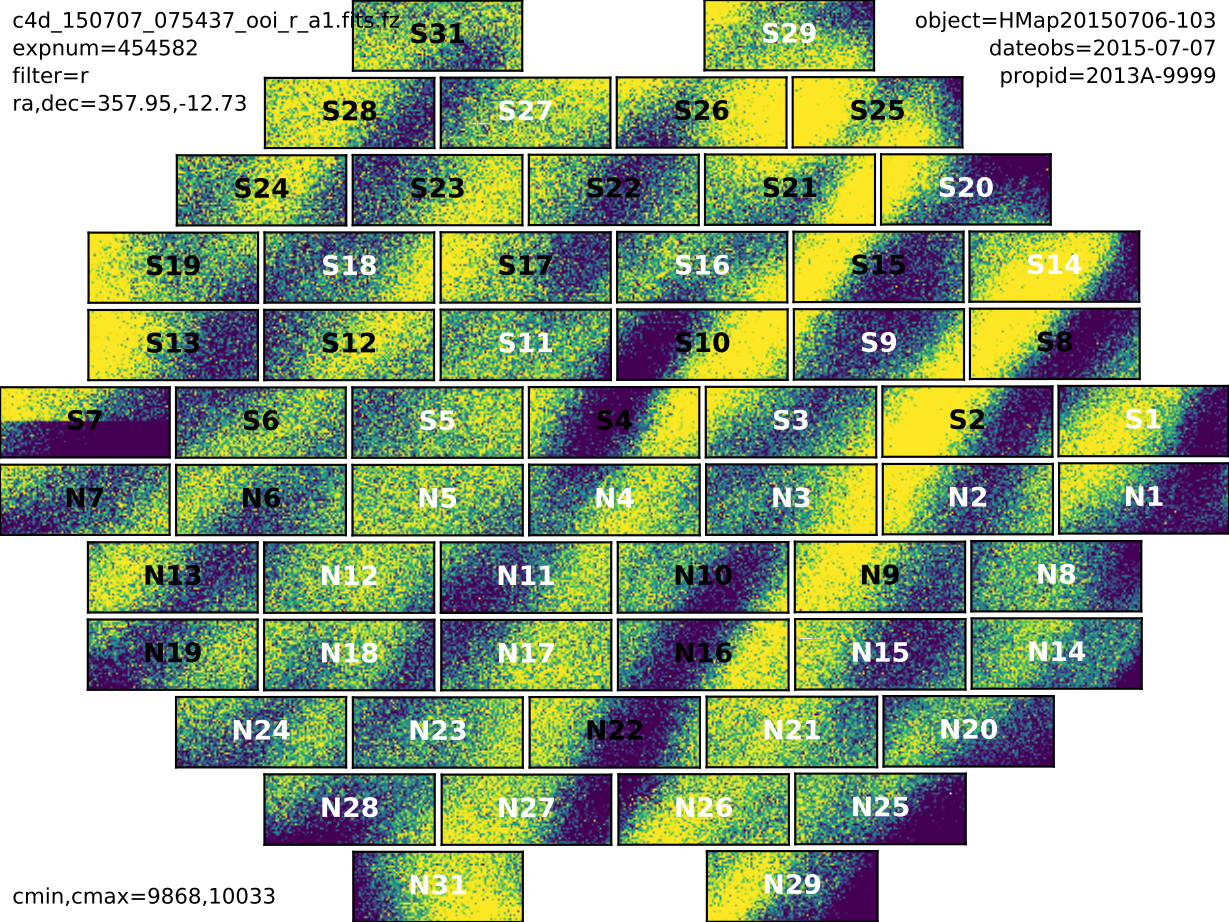 c4d_150707_075437_ooi_r_a1.fits.fz
expnum=454582
filter=r
ra,dec=357.95,-12.73
object=HMap20150706-103
dateobs=2015-07-07
propid=2013A-9999
S31 S29
S28 S27 S26 S25
S24 S23 S22 S21 S20
S19 S18 S17 S16 S15 S14
S13 S12 S11 S10 S9 S8
S7 S6 S5 S4 S3 S2 S1
N7 N6 N5 N4 N3 N2 N1
N13 N12 N11 N10 N9 N8
N19 N18 N17 N16 N15 N14
N24 N23 N22 N21 N20
N28 N27 N26 N25
N31 N29
cmin,cmax=9868,10033